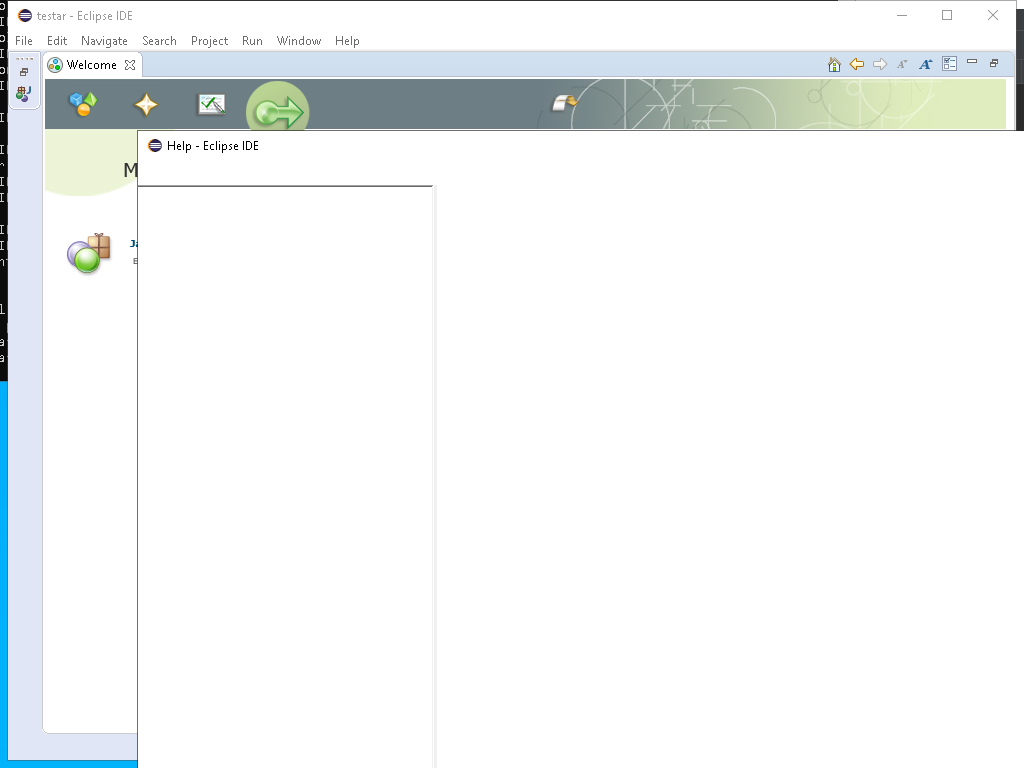 testar - Eclipse IDE
File Edit Navigate Search Project Run Window Help
Welcome
Help - Eclipse IDE
M
Ja
E